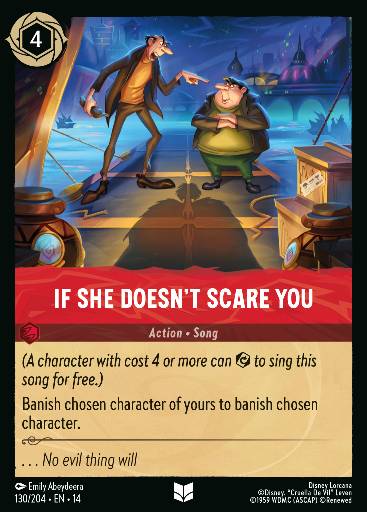 4
IF SHE DOESN'T SCARE YOU
Action • Song
(A character with cost 4 or more can to sing this
song for free.)
Banish chosen character of yours to banish chosen
character.
. . . No evil thing will
Emily Abeydeera
130/204 • EN • 14
Disney Lorcana
©Disney. "Cruella De Vil" Leven
©1959 WDMC (ASCAP) ©Renewed